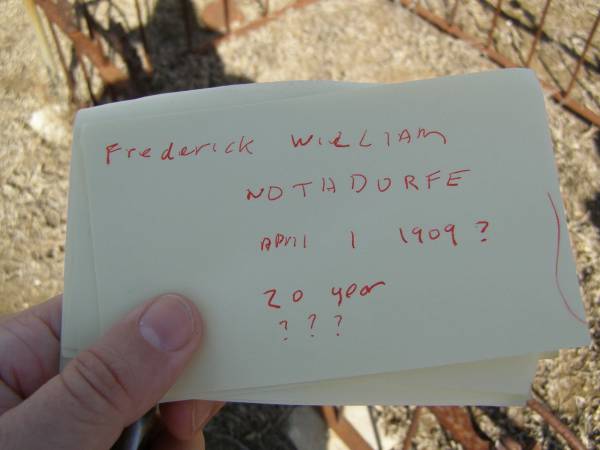 Frederick WILLIAM
NOTHDURFE
APril 1 1909 ?
20 year
? ? ?